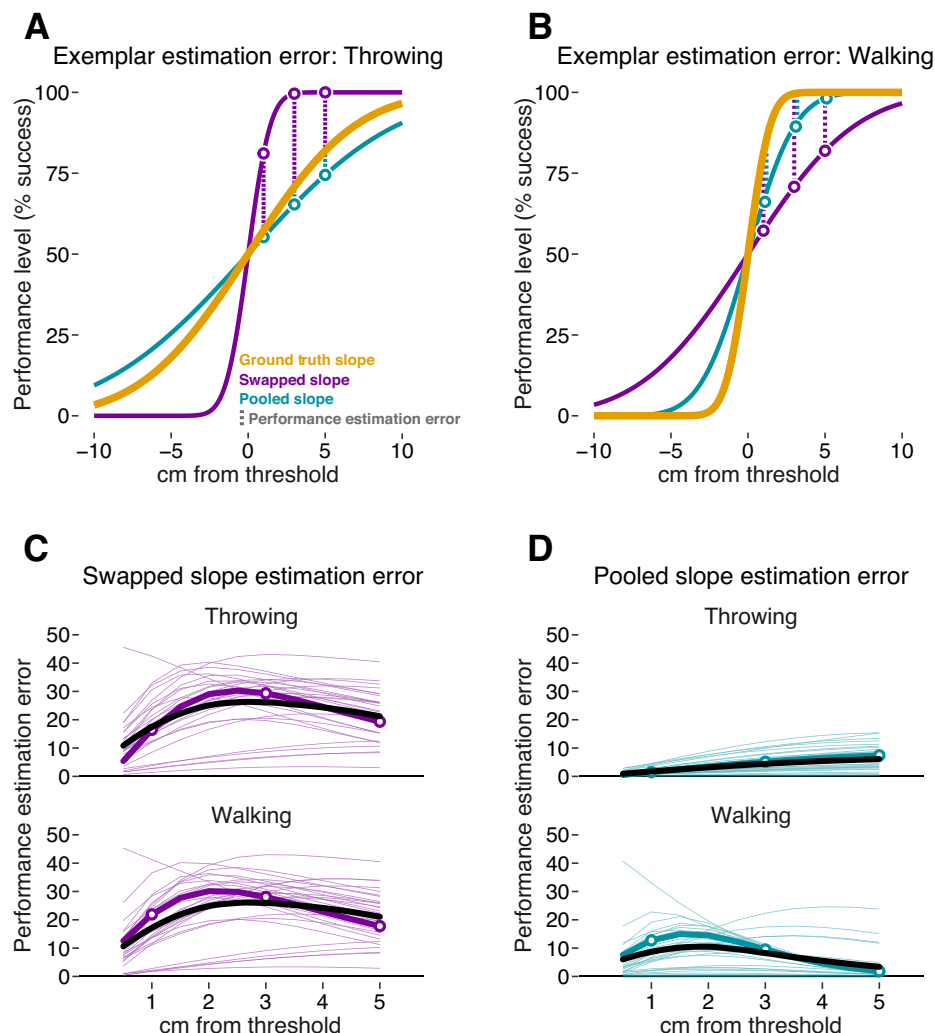 A
Exemplar estimation error: Throwing
Performance level (% success)
100
75
50
25
0
Ground truth slope
Swapped slope
Pooled slope
Performance estimation error
−10 −5 0 5 10
cm from threshold
B
Exemplar estimation error: Walking
Performance level (% success)
100
75
50
25
0
−10 −5 0 5 10
cm from threshold
C
Swapped slope estimation error
Throwing
Performance estimation error
50
40
30
20
10
0
Walking
50
40
30
20
10
0
1 2 3 4 5
cm from threshold
D
Pooled slope estimation error
Throwing
Performance estimation error
50
40
30
20
10
0
Walking
50
40
30
20
10
0
1 2 3 4 5
cm from threshold